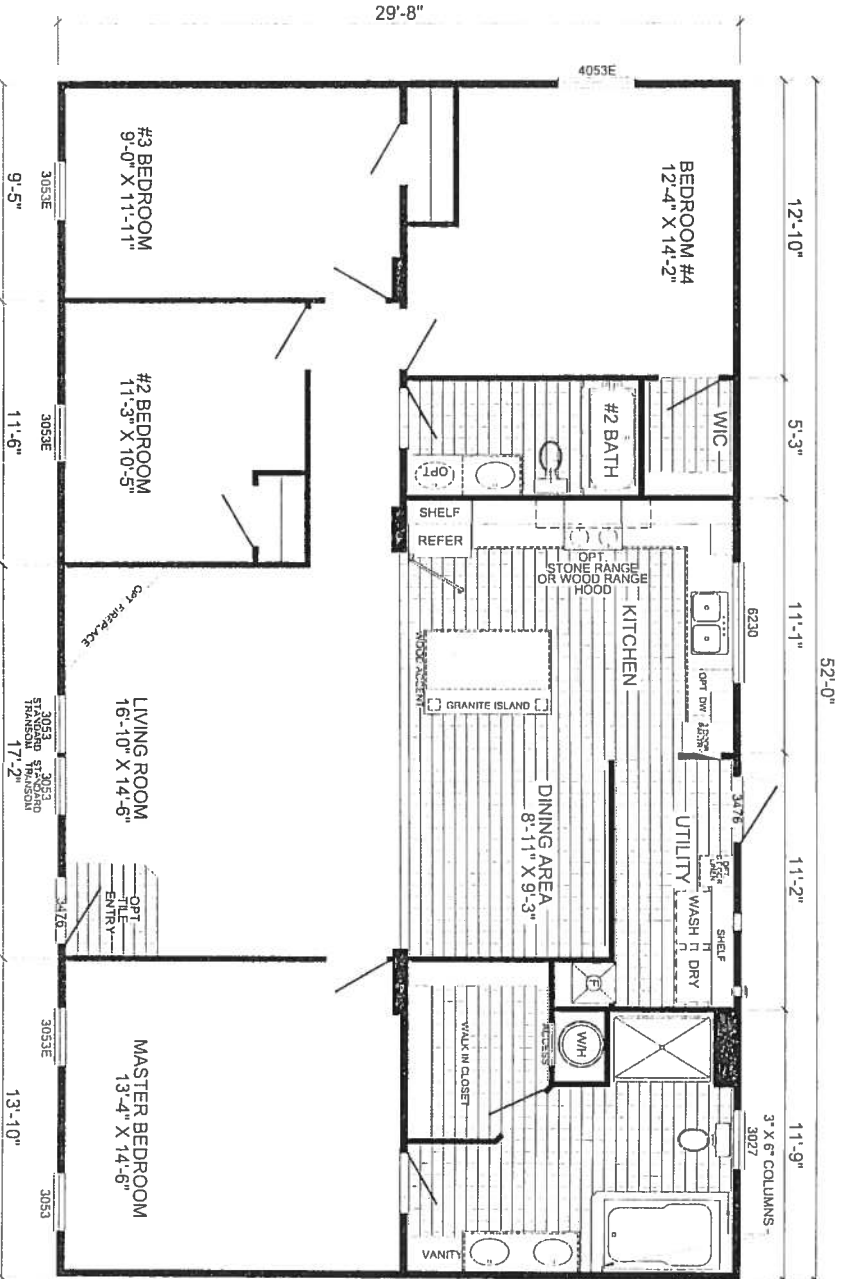 29'-8"
4053E
12'-10"
5'-3"
11'-1"
11'-2"
11'-9"
52'-0"
BEDROOM #4
12'-4" X 14'-2"
#3 BEDROOM
9'-0" X 11'-11"
3053E
9'-5"
#2 BEDROOM
11'-3" X 10'-5"
3053E
11'-6"
WIC
#2 BATH
OPT
SHELF
REFER
OPT.
STONE RANGE
OR WOOD RANGE
HOOD
KITCHEN
6230
OPT DW
WOOD ACCENT
GRANITE ISLAND
DINING AREA
8'-11" X 9'-3"
UTILITY
3476
OPT
WASH
DRY
SHELF
F
W/H
ACCESS
WALK IN CLOSET
3027
3" X 6" COLUMNS
VANITY
OPT FIREPLACE
LIVING ROOM
16'-10" X 14'-6"
3053
STANDARD
TRANSOM
3053
STANDARD
TRANSOM
17'-2"
OPT
TILE
ENTRY
3476
MASTER BEDROOM
13'-4" X 14'-6"
3053E
3053
13'-10"